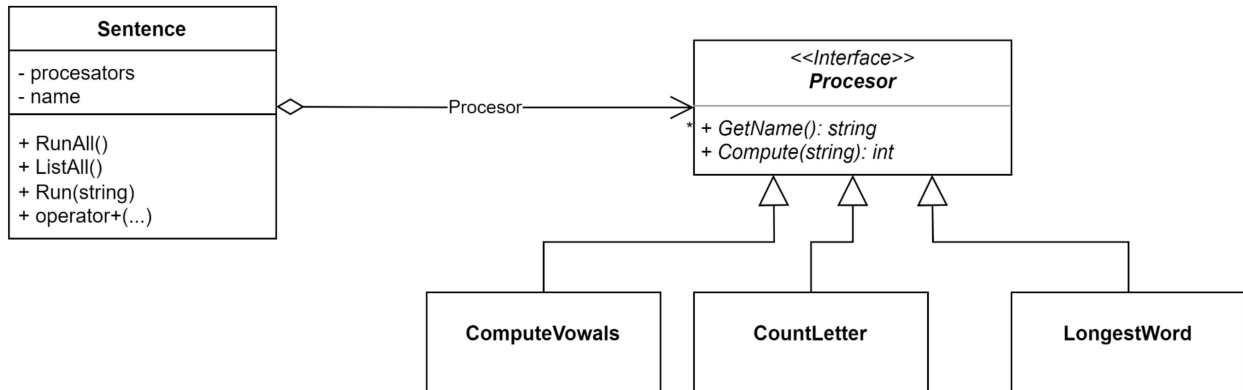 Sentence
- procesators
- name
+ RunAll()
+ ListAll()
+ Run(string)
+ operator+(...)
Procesor
<<Interface>>
Procesor
*
+ GetName(): string
+ Compute(string): int
ComputeVowals
CountLetter
LongestWord